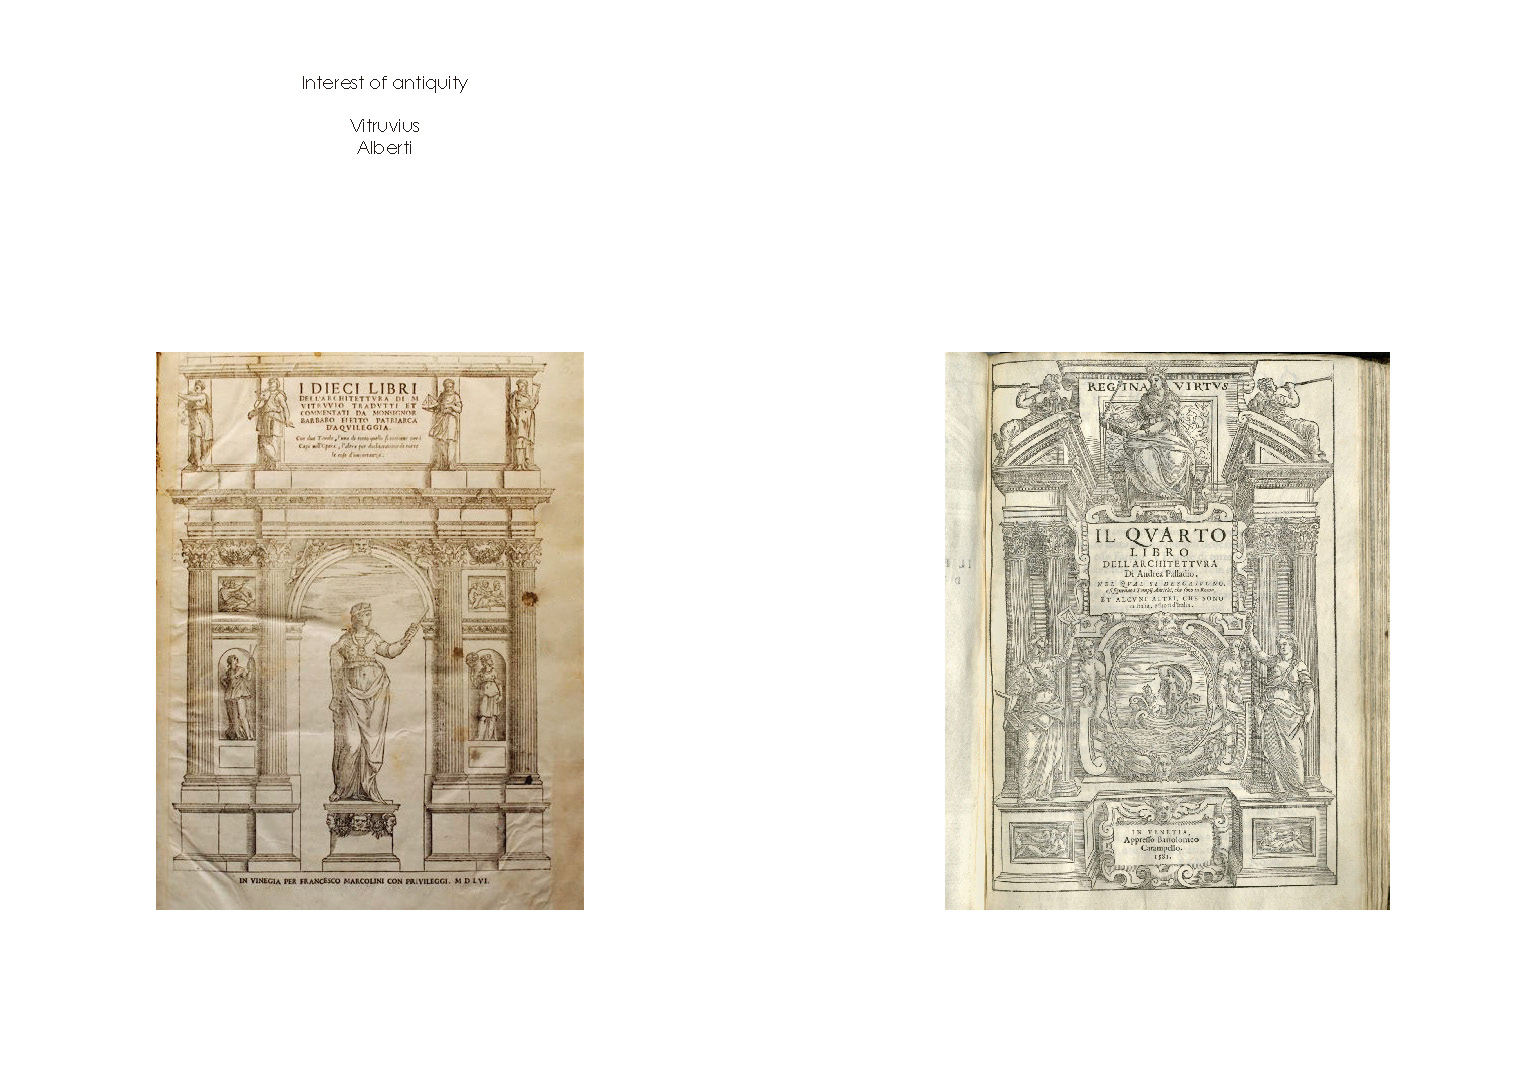 Interest of antiquity
Vitruvius
Alberti
I DIECI LIBRI
DELL'ARCHITETTVRA DI M
VITRVVIO TRADVTTI ET
COMMENTATI DA MONSIGNOR
BARBARO ELETTO PATRIARCA
D'AQVILEGGIA.
Con due Tavole, l'una di tutto quello si contiene per i
Capi nell'Opera, l'altra per dichiaratione di tutte
le cose d'importanza.
IN VINEGIA PER FRANCESCO MARCOLINI CON PRIVILEGGI. M D LVI.
REGINA VIRTVS
IL QVARTO
LIBRO
DELL'ARCHITETTVRA
Di Andrea Palladio.
NEL QVAL SI DESCRIVONO,
e si figurano i Tempij Antichi, che sono in Roma,
ET ALCVNI ALTRI, CHE SONO
in Italia, e fuori d'Italia.
IN VENETIA,
Appresso Bartolomeo
Carampello.
1581.